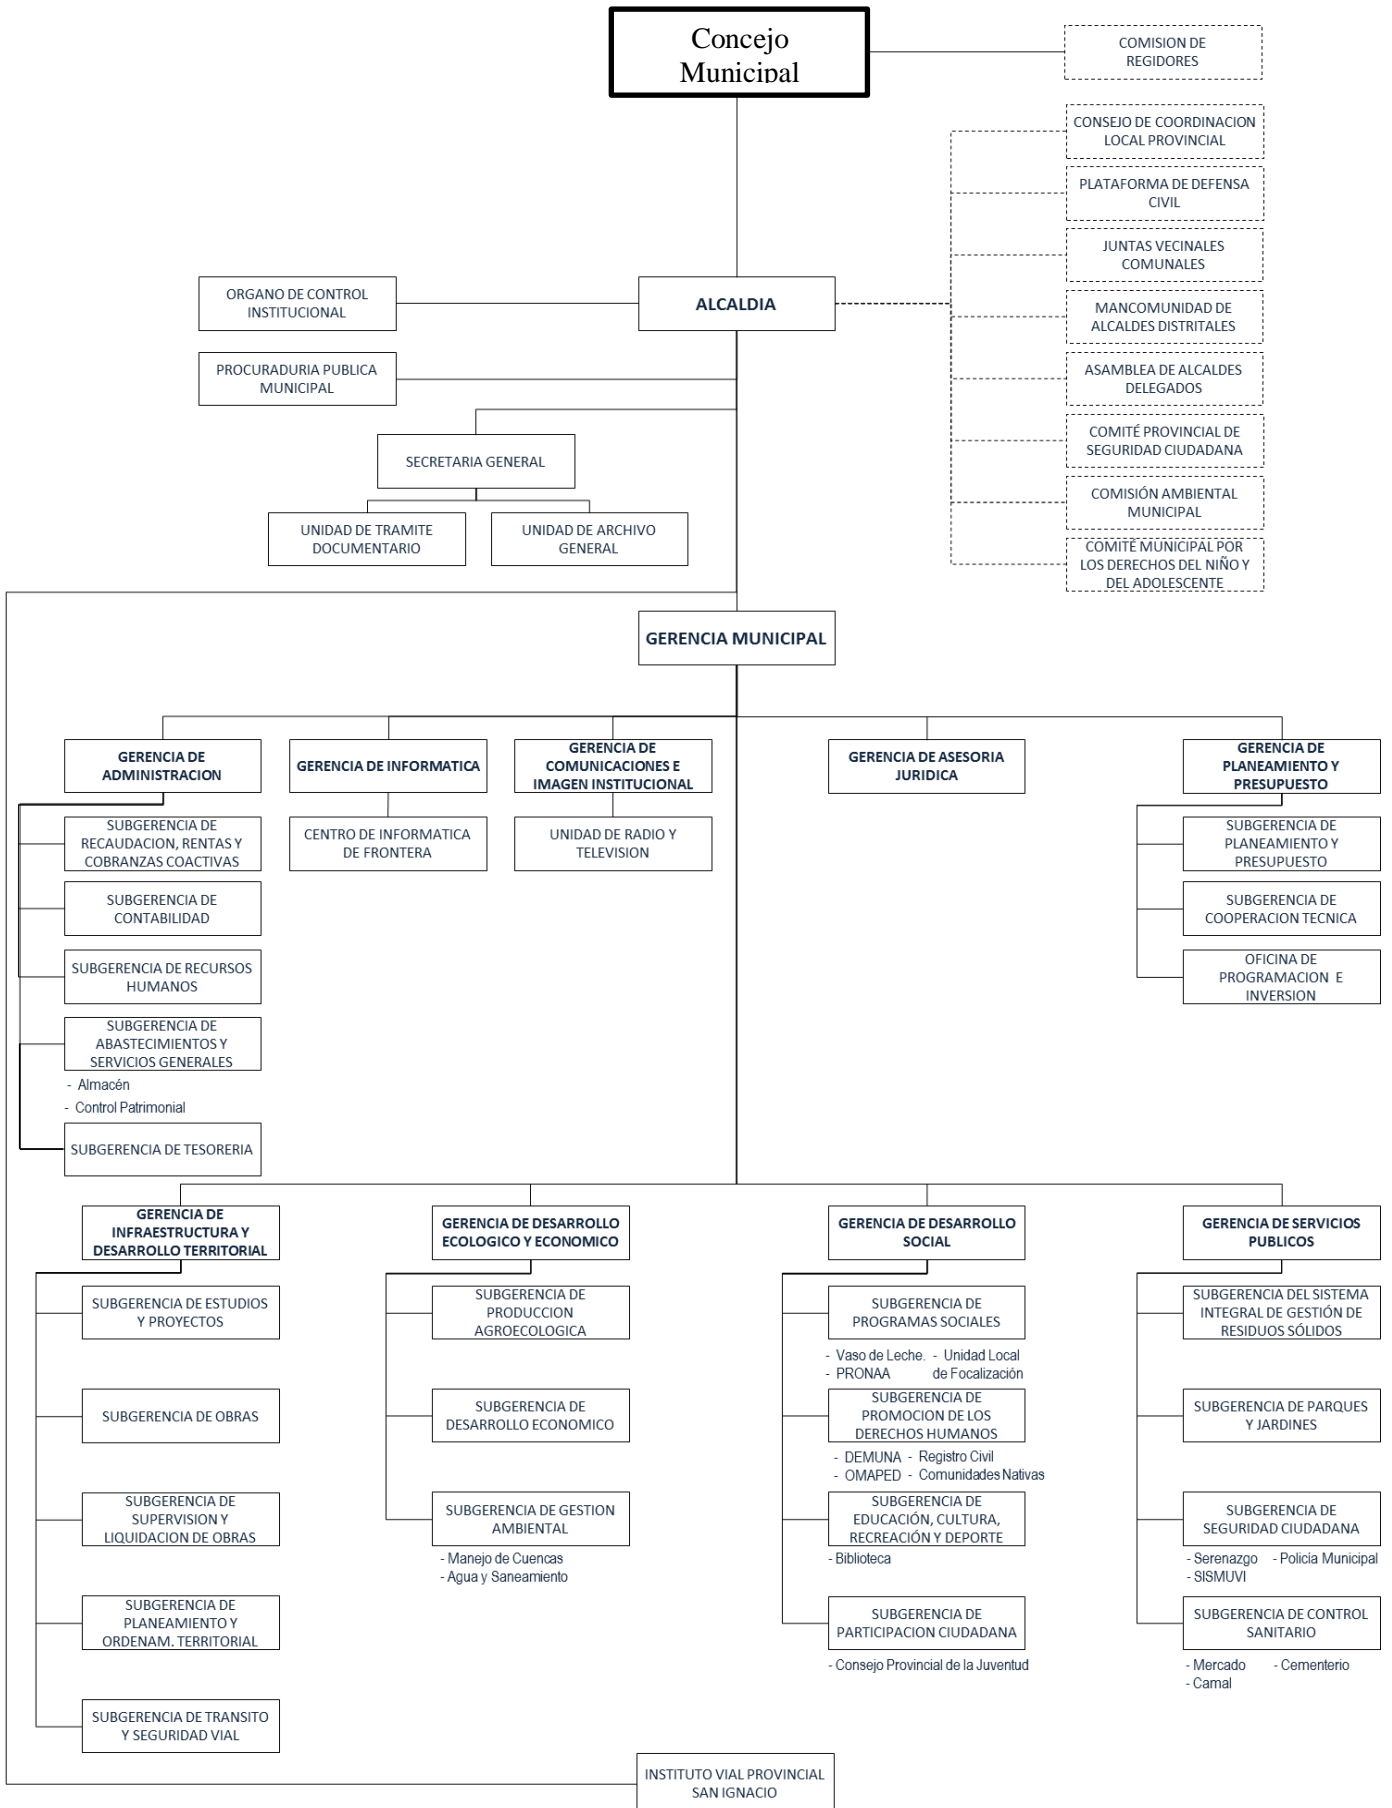 Concejo
Municipal
COMISION DE
REGIDORES
CONSEJO DE COORDINACION
LOCAL PROVINCIAL
PLATAFORMA DE DEFENSA
CIVIL
JUNTAS VECINALES
COMUNALES
ORGANO DE CONTROL
INSTITUCIONAL
ALCALDIA
MANCOMUNIDAD DE
ALCALDES DISTRITALES
PROCURADURIA PUBLICA
MUNICIPAL
ASAMBLEA DE ALCALDES
DELEGADOS
SECRETARIA GENERAL
COMITÉ PROVINCIAL DE
SEGURIDAD CIUDADANA
COMISIÓN AMBIENTAL
MUNICIPAL
UNIDAD DE TRAMITE
DOCUMENTARIO
UNIDAD DE ARCHIVO
GENERAL
COMITÉ MUNICIPAL POR
LOS DERECHOS DEL NIÑO Y
DEL ADOLESCENTE
GERENCIA MUNICIPAL
GERENCIA DE
ADMINISTRACION
GERENCIA DE INFORMATICA
GERENCIA DE
COMUNICACIONES E
IMAGEN INSTITUCIONAL
GERENCIA DE ASESORIA
JURIDICA
GERENCIA DE
PLANEAMIENTO Y
PRESUPUESTO
SUBGERENCIA DE
RECAUDACION, RENTAS Y
COBRANZAS COACTIVAS
CENTRO DE INFORMATICA
DE FRONTERA
UNIDAD DE RADIO Y
TELEVISION
SUBGERENCIA DE
PLANEAMIENTO Y
PRESUPUESTO
SUBGERENCIA DE
CONTABILIDAD
SUBGERENCIA DE
COOPERACION TECNICA
SUBGERENCIA DE RECURSOS
HUMANOS
OFICINA DE
PROGRAMACION E
INVERSION
SUBGERENCIA DE
ABASTECIMIENTOS Y
SERVICIOS GENERALES
- Almacén
- Control Patrimonial
SUBGERENCIA DE TESORERIA
GERENCIA DE
INFRAESTRUCTURA Y
DESARROLLO TERRITORIAL
GERENCIA DE DESARROLLO
ECOLOGICO Y ECONOMICO
GERENCIA DE DESARROLLO
SOCIAL
GERENCIA DE SERVICIOS
PUBLICOS
SUBGERENCIA DE ESTUDIOS
Y PROYECTOS
SUBGERENCIA DE
PRODUCCION
AGROECOLOGICA
SUBGERENCIA DE
PROGRAMAS SOCIALES
- Vaso de Leche. - Unidad Local
- PRONAA de Focalización
SUBGERENCIA DEL SISTEMA
INTEGRAL DE GESTIÓN DE
RESIDUOS SÓLIDOS
SUBGERENCIA DE OBRAS
SUBGERENCIA DE
DESARROLLO ECONOMICO
SUBGERENCIA DE
PROMOCION DE LOS
DERECHOS HUMANOS
- DEMUNA - Registro Civil
- OMAPED - Comunidades Nativas
SUBGERENCIA DE PARQUES
Y JARDINES
SUBGERENCIA DE
SUPERVISION Y
LIQUIDACION DE OBRAS
SUBGERENCIA DE GESTION
AMBIENTAL
- Manejo de Cuencas
- Agua y Saneamiento
SUBGERENCIA DE
EDUCACIÓN, CULTURA,
RECREACIÓN Y DEPORTE
- Biblioteca
SUBGERENCIA DE
SEGURIDAD CIUDADANA
- Serenazgo - Policía Municipal
- SISMUVI
SUBGERENCIA DE
PLANEAMIENTO Y
ORDENAM. TERRITORIAL
SUBGERENCIA DE
PARTICIPACION CIUDADANA
- Consejo Provincial de la Juventud
SUBGERENCIA DE CONTROL
SANITARIO
- Mercado - Cementerio
- Camal
SUBGERENCIA DE TRANSITO
Y SEGURIDAD VIAL
INSTITUTO VIAL PROVINCIAL
SAN IGNACIO